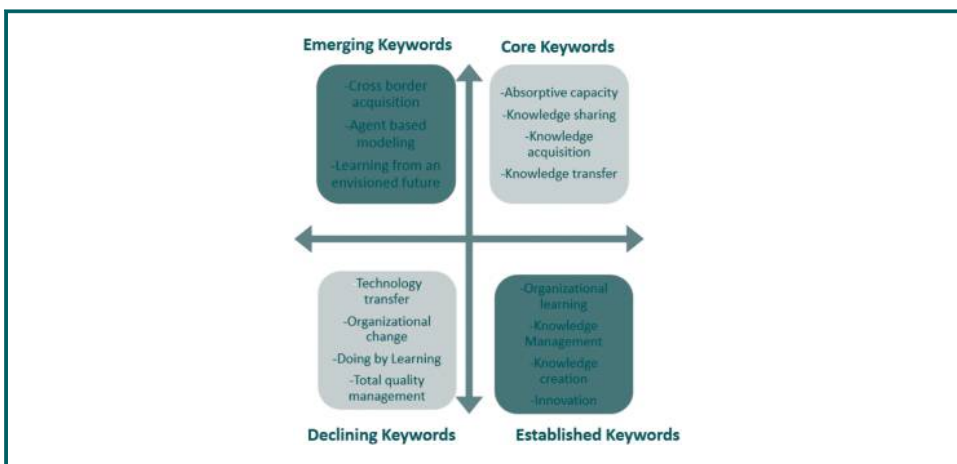 Emerging Keywords
Core Keywords
-Cross border
acquisition
-Agent based
modeling
-Learning from an
envisioned future
-Absorptive capacity
-Knowledge sharing
-Knowledge
acquisition
-Knowledge transfer
-Technology
transfer
-Organizational
change
-Doing by Learning
-Total quality
management
-Organizational
learning
-Knowledge
Management
-Knowledge
creation
-Innovation
Declining Keywords
Established Keywords